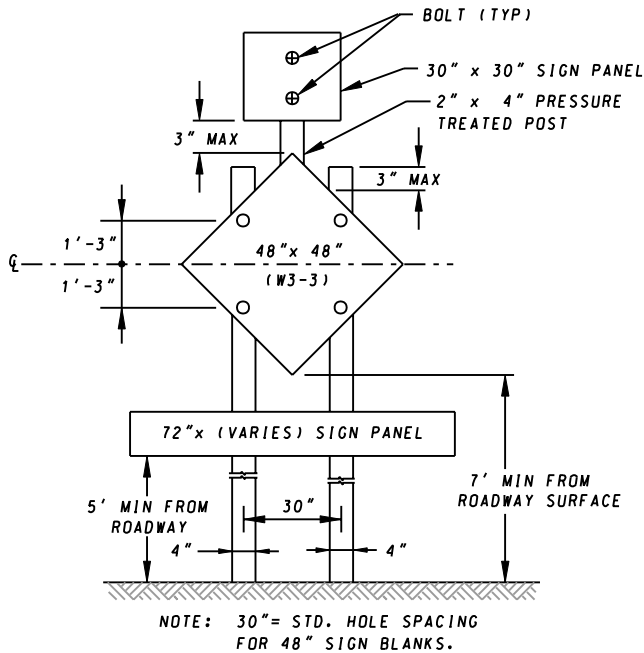 BOLT (TYP)
30" x 30" SIGN PANEL
2" x 4" PRESSURE
TREATED POST
3" MAX
3" MAX
1'-3"
48"x 48"
(W3-3)
℄
1'-3"
72"x (VARIES) SIGN PANEL
5' MIN FROM
ROADWAY
30"
7' MIN FROM
ROADWAY SURFACE
4"
4"
NOTE: 30"= STD. HOLE SPACING
FOR 48" SIGN BLANKS.